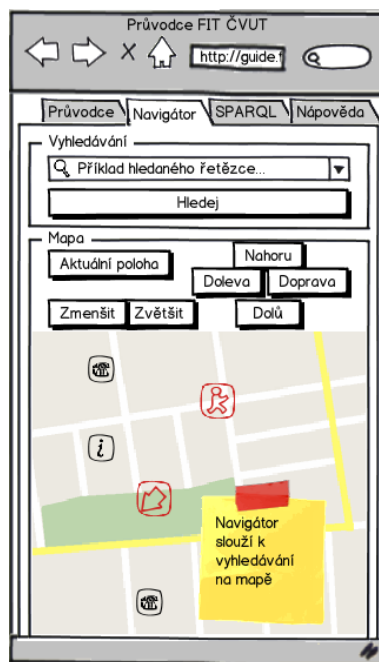 Průvodce FIT ČVUT
http://guide.f
Průvodce Navigátor SPARQL Nápověda
Vyhledávání
Příklad hledaného řetězce...
Hledej
Mapa
Aktuální poloha
Nahoru
Doleva Doprava
Zmenšit Zvětšit Dolů
i
Navigátor
slouží k
vyhledávání
na mapě